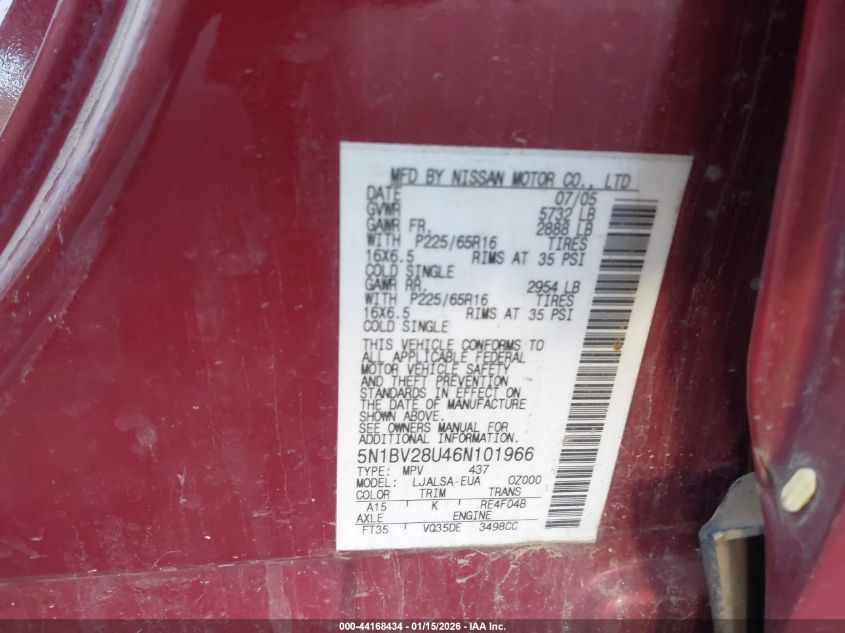 MFD BY NISSAN MOTOR CO., LTD
DATE 07/05
GVWR 5732 LB
GAWR FR. 2888 LB
WITH P225/65R16 TIRES
16X6.5 RIMS AT 35 PSI
COLD SINGLE
GAWR RR. 2954 LB
WITH P225/65R16 TIRES
16X6.5 RIMS AT 35 PSI
COLD SINGLE
THIS VEHICLE CONFORMS TO
ALL APPLICABLE FEDERAL
MOTOR VEHICLE SAFETY
AND THEFT PREVENTION
STANDARDS IN EFFECT ON
THE DATE OF MANUFACTURE
SHOWN ABOVE.
SEE OWNERS MANUAL FOR
ADDITIONAL INFORMATION
5N1BV28U46N101966
TYPE: MPV 437
MODEL: LJALSA-EUA 0Z000
COLOR TRIM TRANS
A15 K RE4F04B
AXLE ENGINE
FT35 VQ35DE 3498CC
000-44168434 - 01/15/2026 - © IAA Inc.